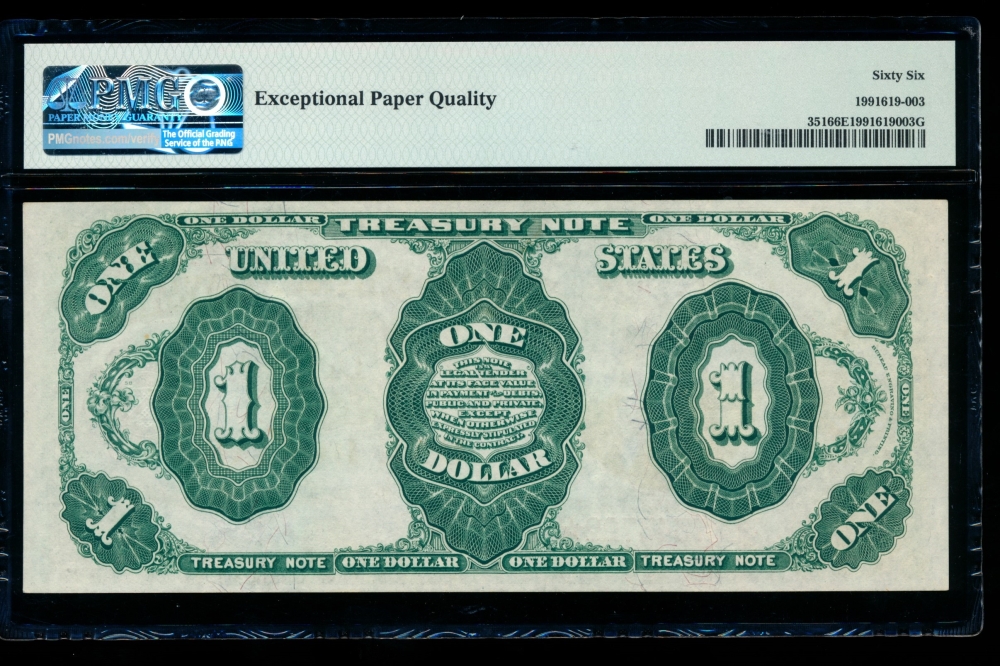 PMG
PAPER MONEY GUARANTY
PMGnotes.com/verify
The Official Grading
Service of the PNG
Exceptional Paper Quality
Sixty Six
1991619-003
35166E1991619003G
ONE DOLLAR TREASURY NOTE ONE DOLLAR
ONE UNITED STATES 1
ONE
1
ONE
THIS NOTE
IS A
LEGAL TENDER
AT ITS FACE VALUE
IN PAYMENT OF DEBTS
PUBLIC AND PRIVATE
EXCEPT
WHEN OTHERWISE
EXPRESSLY STIPULATED
IN THE CONTRACT
DOLLAR
1
BUREAU, ENGRAVING & PRINTING.
ONE
1
ONE
TREASURY NOTE ONE DOLLAR ONE DOLLAR TREASURY NOTE